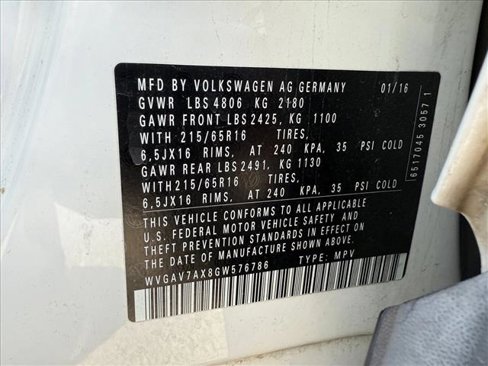 MFD BY VOLKSWAGEN AG GERMANY 01/16
GVWR LBS 4806 KG 2180
GAWR FRONT LBS 2425, KG 1100
WITH 215/65R16 TIRES,
6,5JX16 RIMS, AT 240 KPA, 35 PSI COLD
GAWR REAR LBS 2491, KG 1130
WITH 215/65R16 TIRES,
6,5JX16 RIMS, AT 240 KPA, 35 PSI COLD
THIS VEHICLE CONFORMS TO ALL APPLICABLE
U.S. FEDERAL MOTOR VEHICLE SAFETY AND
THEFT PREVENTION STANDARDS IN EFFECT ON
THE DATE OF MANUFACTURE SHOWN ABOVE.
WVGAV7AX8GW576786 TYPE: MPV
6517045 3057 1